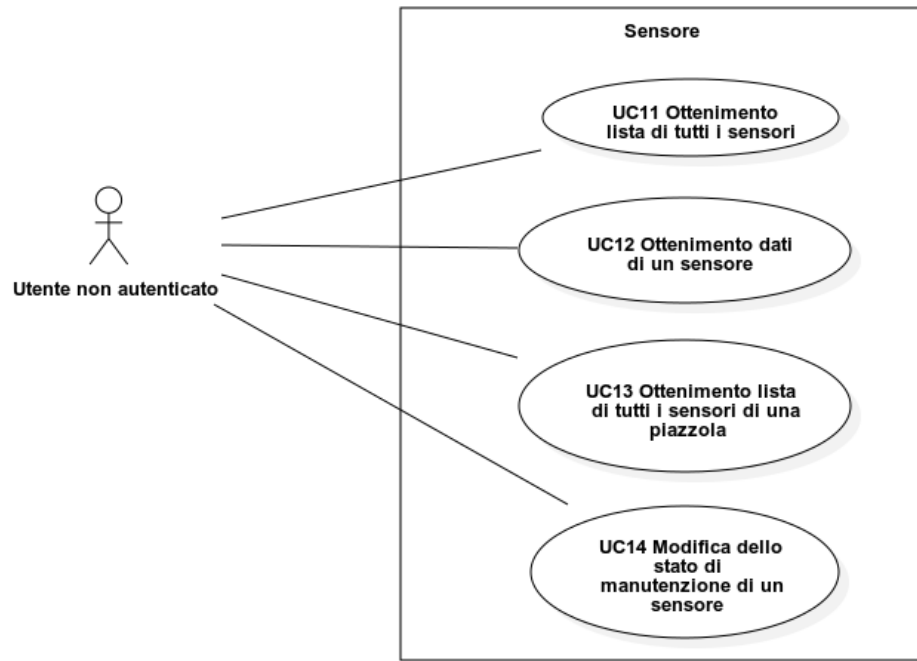 Sensore
UC11 Ottenimento
lista di tutti i sensori
UC12 Ottenimento dati
di un sensore
Utente non autenticato
UC13 Ottenimento lista
di tutti i sensori di una
piazzola
UC14 Modifica dello
stato di
manutenzione di un
sensore